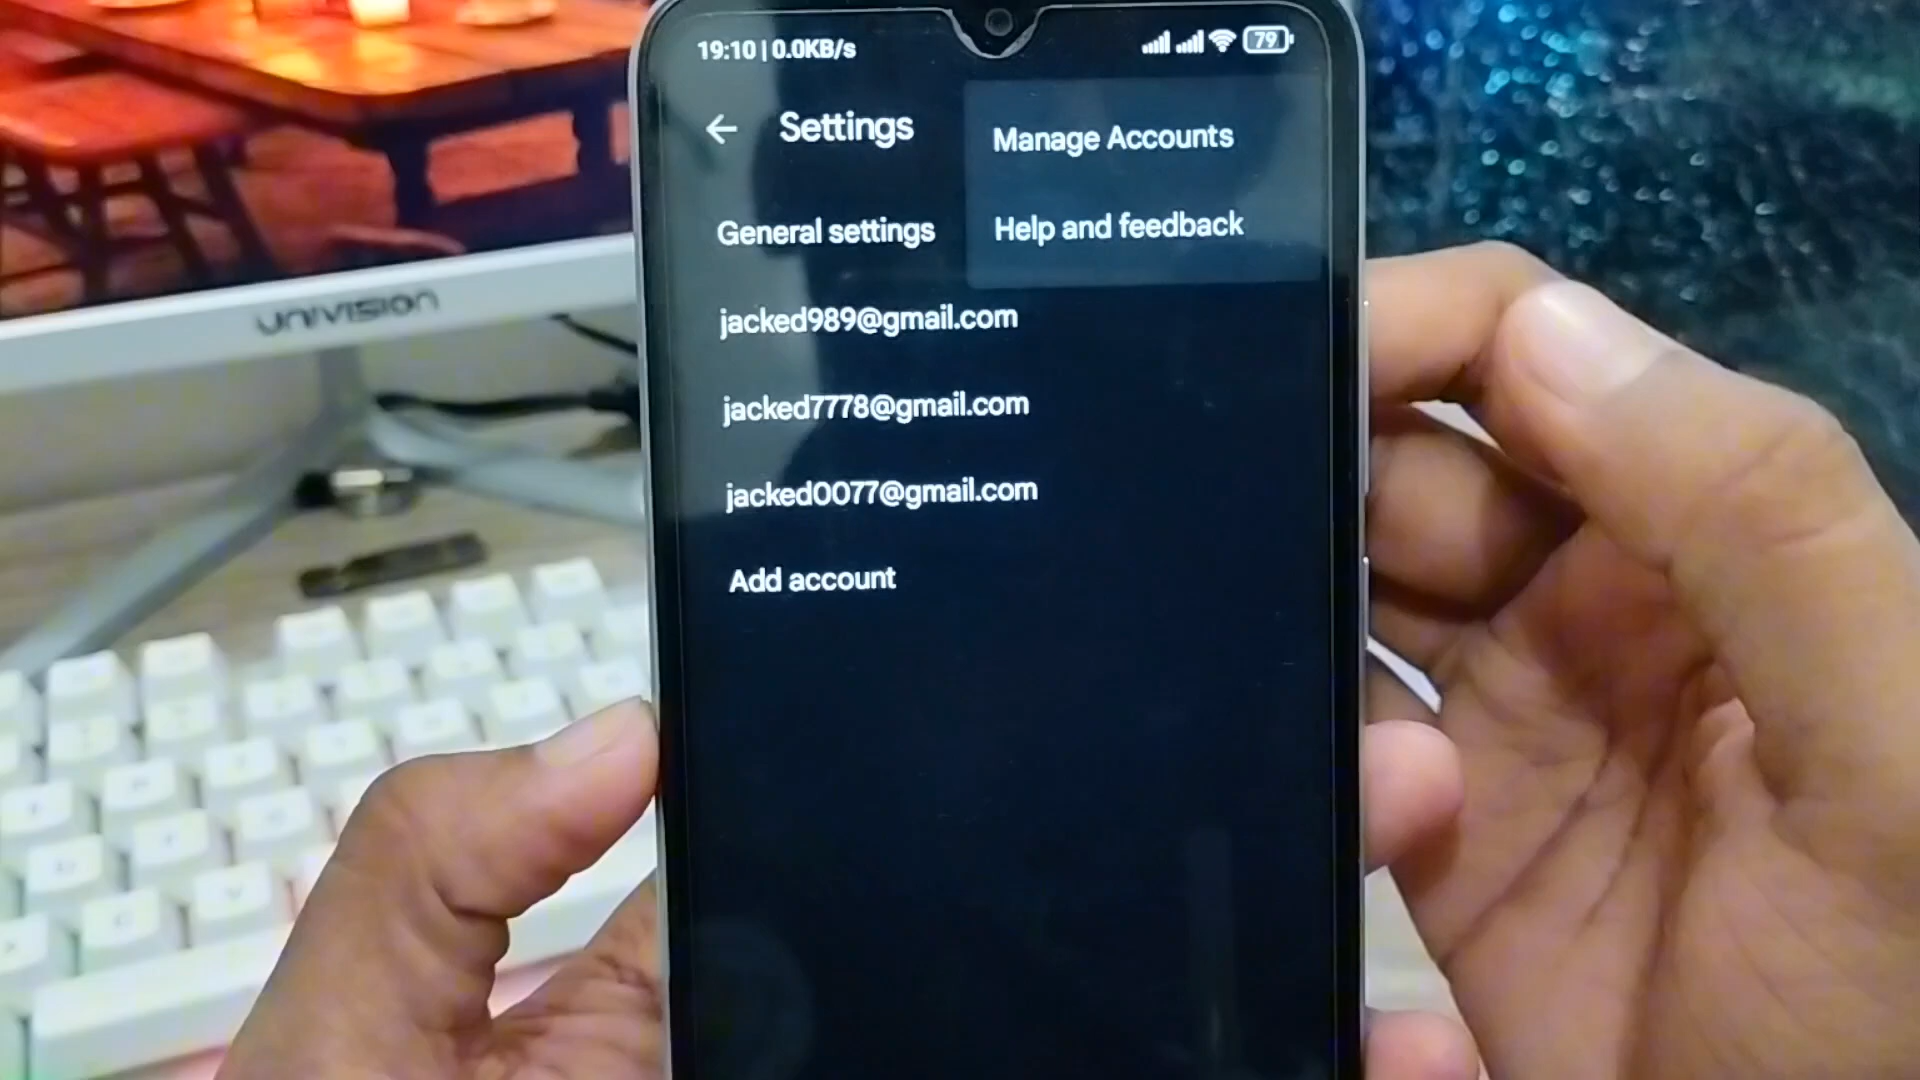 19:10 | 0.0KB/s
79
Settings
Manage Accounts
General settings
Help and feedback
jacked989@gmail.com
jacked7778@gmail.com
jacked0077@gmail.com
Add account
UNIVISION